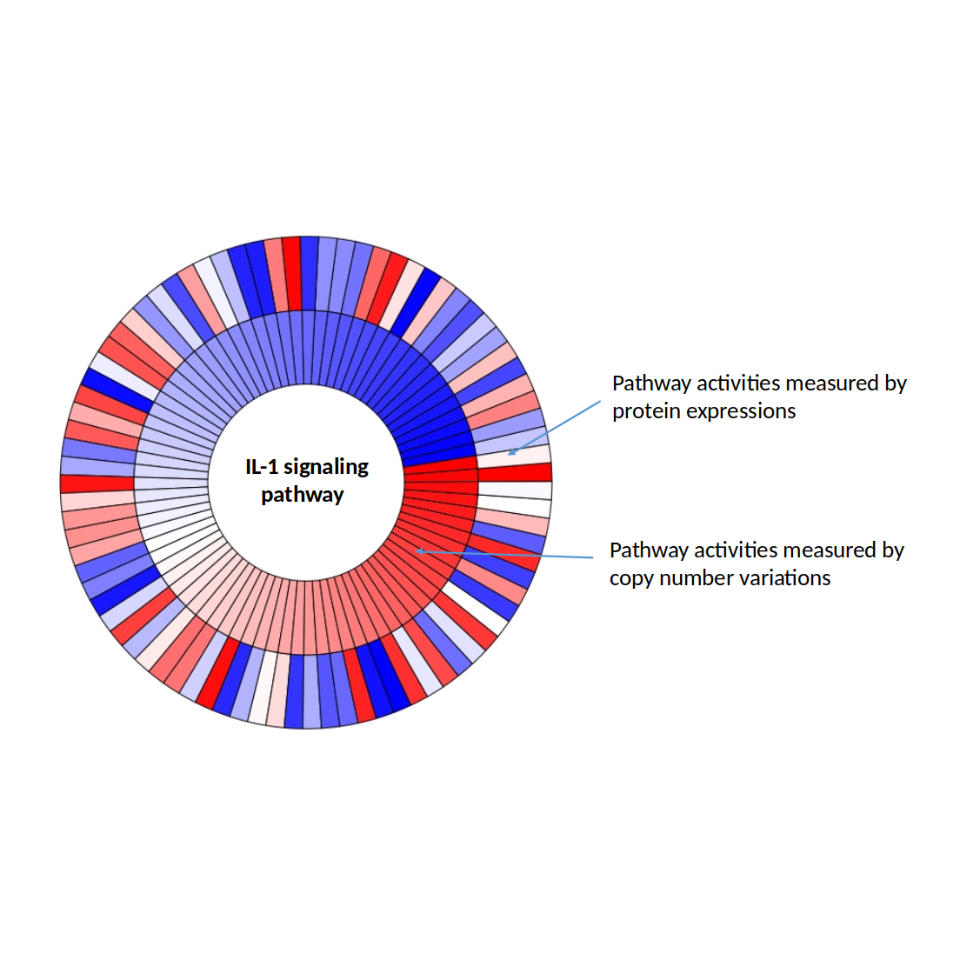 Pathway activities measured by
protein expressions
IL-1 signaling
pathway
Pathway activities measured by
copy number variations